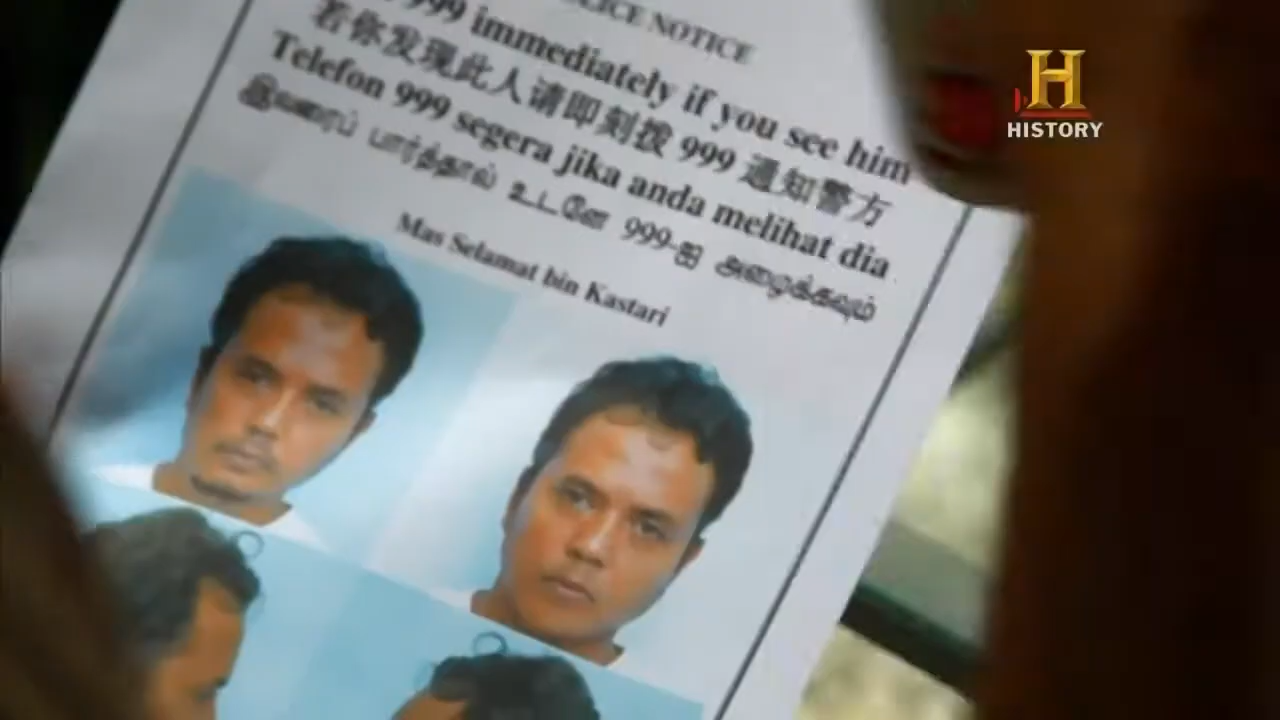 POLICE NOTICE
999 immediately if you see him
若你发现此人请即刻拨 999 通知警方
Telefon 999 segera jika anda melihat dia
இவரைப் பார்த்தால் உடனே 999-ஐ அழைக்கவும்
Mas Selamat bin Kastari
H
HISTORY